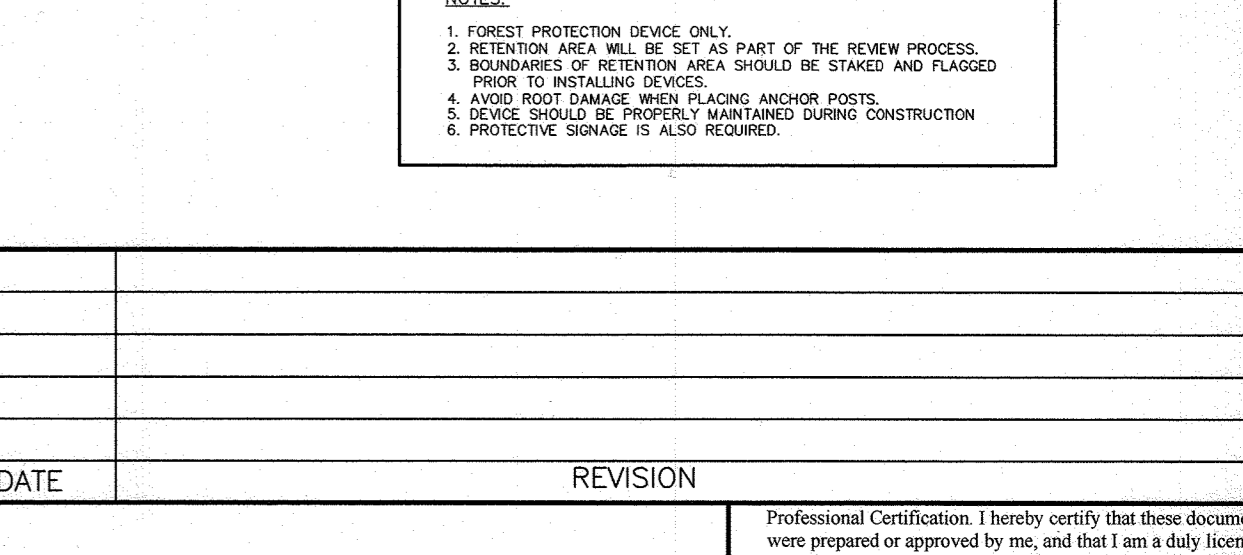 NOTES:
1. FOREST PROTECTION DEVICE ONLY.
2. RETENTION AREA WILL BE SET AS PART OF THE REVIEW PROCESS.
3. BOUNDARIES OF RETENTION AREA SHOULD BE STAKED AND FLAGGED
PRIOR TO INSTALLING DEVICES.
4. AVOID ROOT DAMAGE WHEN PLACING ANCHOR POSTS.
5. DEVICE SHOULD BE PROPERLY MAINTAINED DURING CONSTRUCTION
6. PROTECTIVE SIGNAGE IS ALSO REQUIRED.
DATE REVISION
Professional Certification. I hereby certify that these docume
were prepared or approved by me, and that I am a duly licen